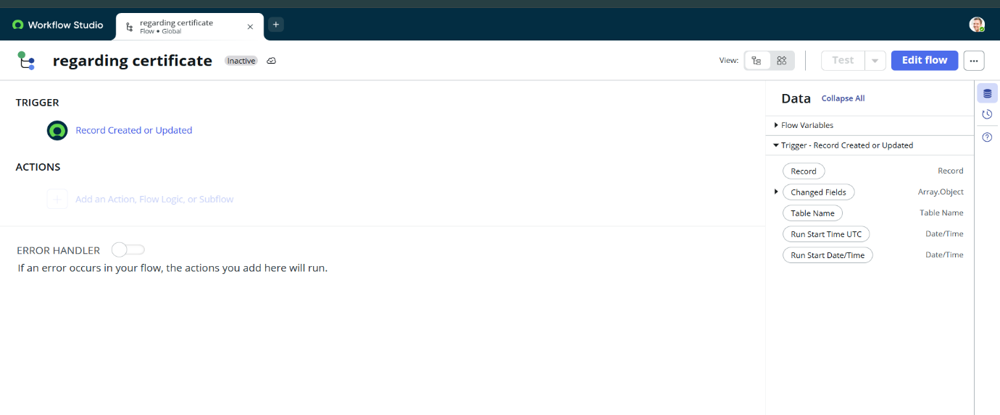 Workflow Studio
regarding certificate
Flow • Global
regarding certificate
Inactive
View:
Test
Edit flow
TRIGGER
Record Created or Updated
ACTIONS
Add an Action, Flow Logic, or Subflow
ERROR HANDLER
If an error occurs in your flow, the actions you add here will run.
Data
Collapse All
Flow Variables
Trigger - Record Created or Updated
Record Record
Changed Fields Array.Object
Table Name Table Name
Run Start Time UTC Date/Time
Run Start Date/Time Date/Time